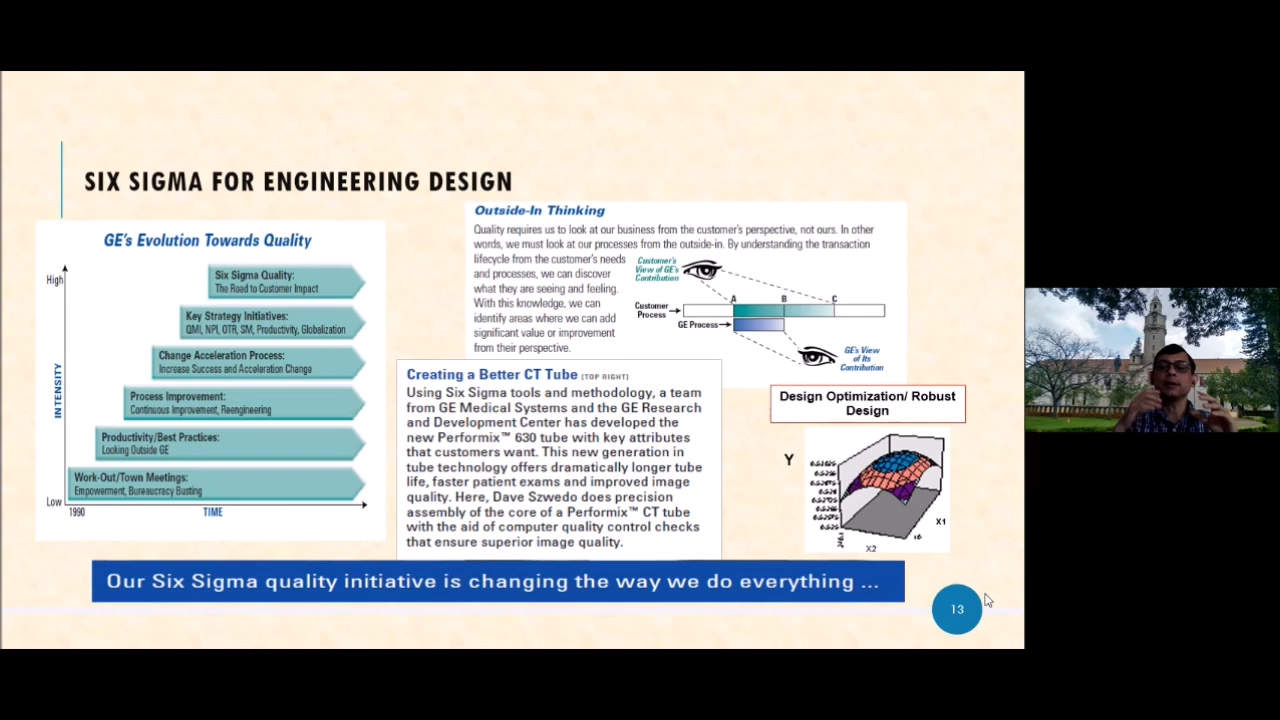 SIX SIGMA FOR ENGINEERING DESIGN
GE's Evolution Towards Quality
High
INTENSITY
Low
Six Sigma Quality:
The Road to Customer Impact
Key Strategy Initiatives:
QMI, NPI, OTR, SM, Productivity, Globalization
Change Acceleration Process:
Increase Success and Acceleration Change
Process Improvement:
Continuous Improvement, Reengineering
Productivity/Best Practices:
Looking Outside GE
Work-Out/Town Meetings:
Empowerment, Bureaucracy Busting
1990
TIME
Outside-In Thinking
Quality requires us to look at our business from the customer's perspective, not ours. In other
words, we must look at our processes from the outside-in. By understanding the transaction
lifecycle from the customer's needs
and processes, we can discover
what they are seeing and feeling.
With this knowledge, we can
identify areas where we can add
significant value or improvement
from their perspective.
Customer's
View of GE's
Contribution
A B C
Customer
Process
GE Process
GE's View
of Its
Contribution
Creating a Better CT Tube [TOP RIGHT]
Using Six Sigma tools and methodology, a team
from GE Medical Systems and the GE Research
and Development Center has developed the
new Performix™ 630 tube with key attributes
that customers want. This new generation in
tube technology offers dramatically longer tube
life, faster patient exams and improved image
quality. Here, Dave Szwedo does precision
assembly of the core of a Performix™ CT tube
with the aid of computer quality control checks
that ensure superior image quality.
Design Optimization/ Robust
Design
Y
X1
X2
Our Six Sigma quality initiative is changing the way we do everything ...
13